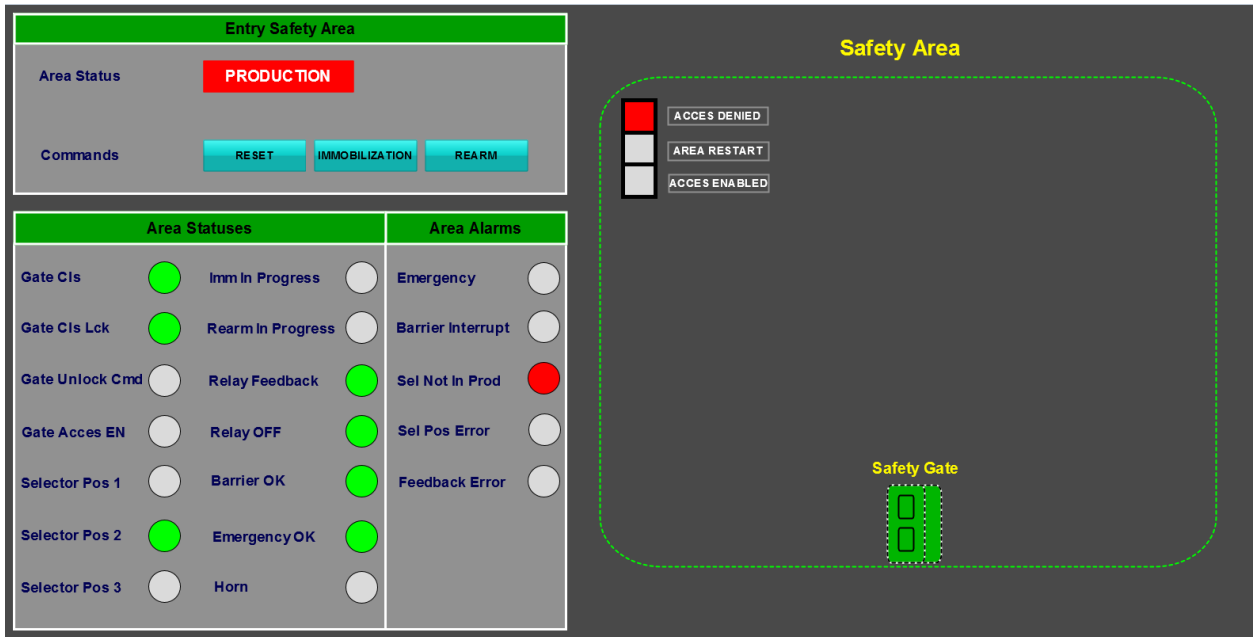 Entry Safety Area
Area Status
PRODUCTION
Commands
RESET
IMMOBILIZATION
REARM
Area Statuses
Area Alarms
Gate Cls
Imm In Progress
Emergency
Gate Cls Lck
Rearm In Progress
Barrier Interrupt
Gate Unlock Cmd
Relay Feedback
Sel Not In Prod
Gate Acces EN
Relay OFF
Sel Pos Error
Selector Pos 1
Barrier OK
Feedback Error
Selector Pos 2
Emergency OK
Selector Pos 3
Horn
Safety Area
ACCES DENIED
AREA RESTART
ACCES ENABLED
Safety Gate